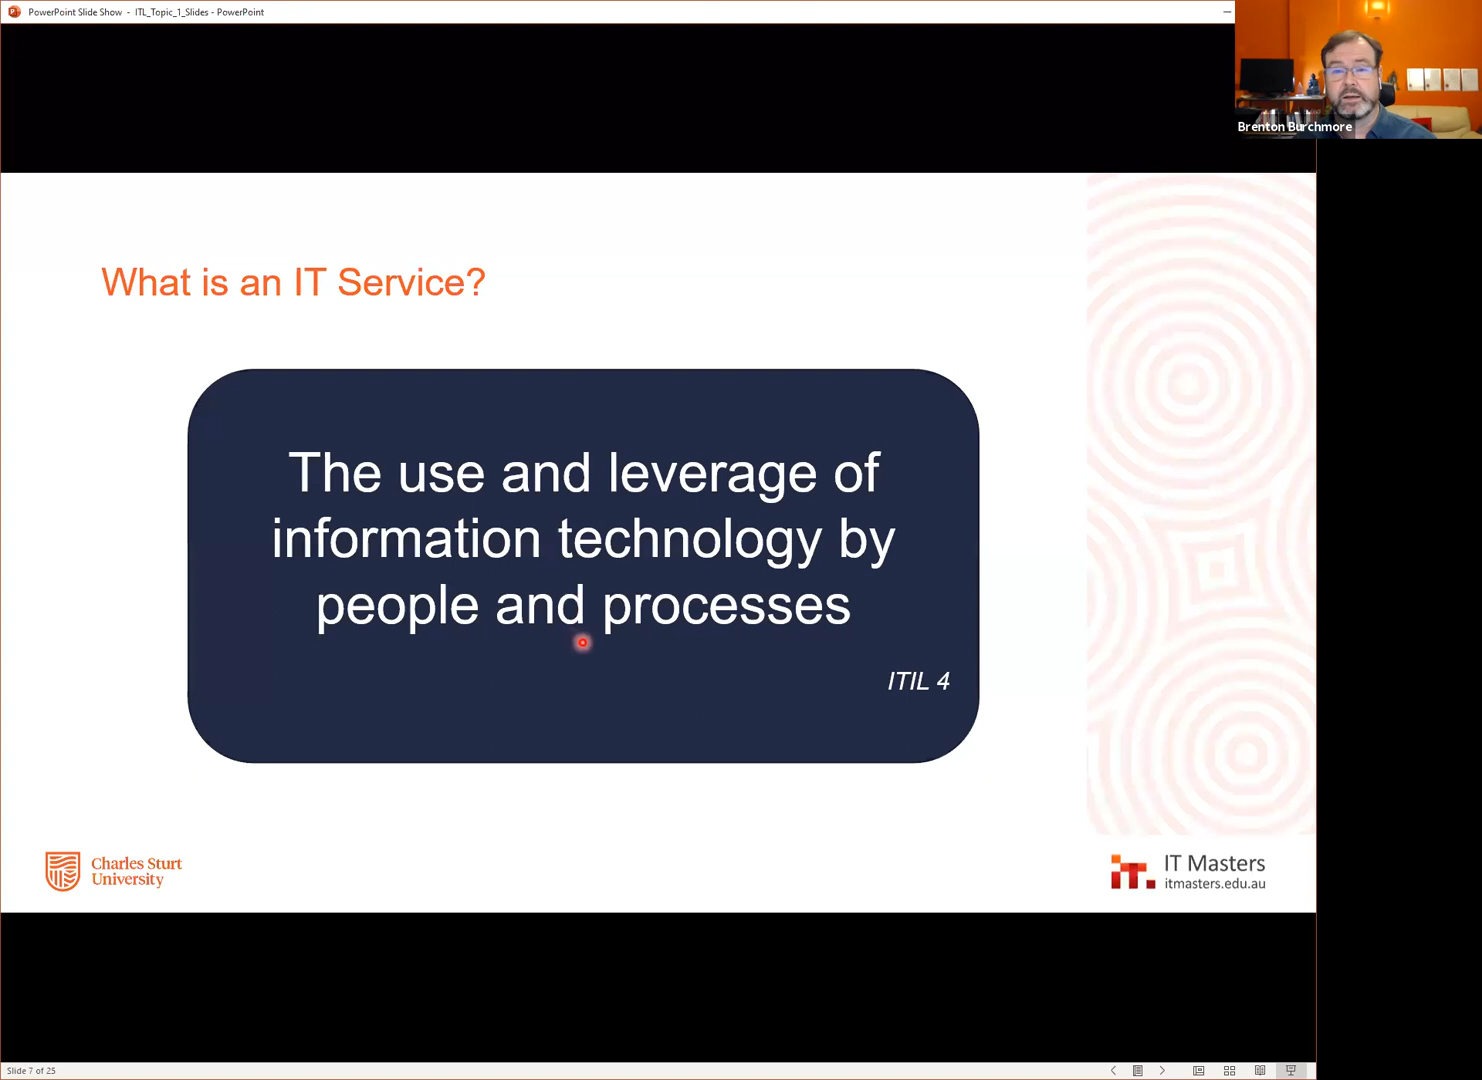 PowerPoint Slide Show - ITL_Topic_1_Slides - PowerPoint
Brenton Burchmore
What is an IT Service?
The use and leverage of
information technology by
people and processes
ITIL 4
Charles Sturt
University
it.
IT Masters
itmasters.edu.au
Slide 7 of 25